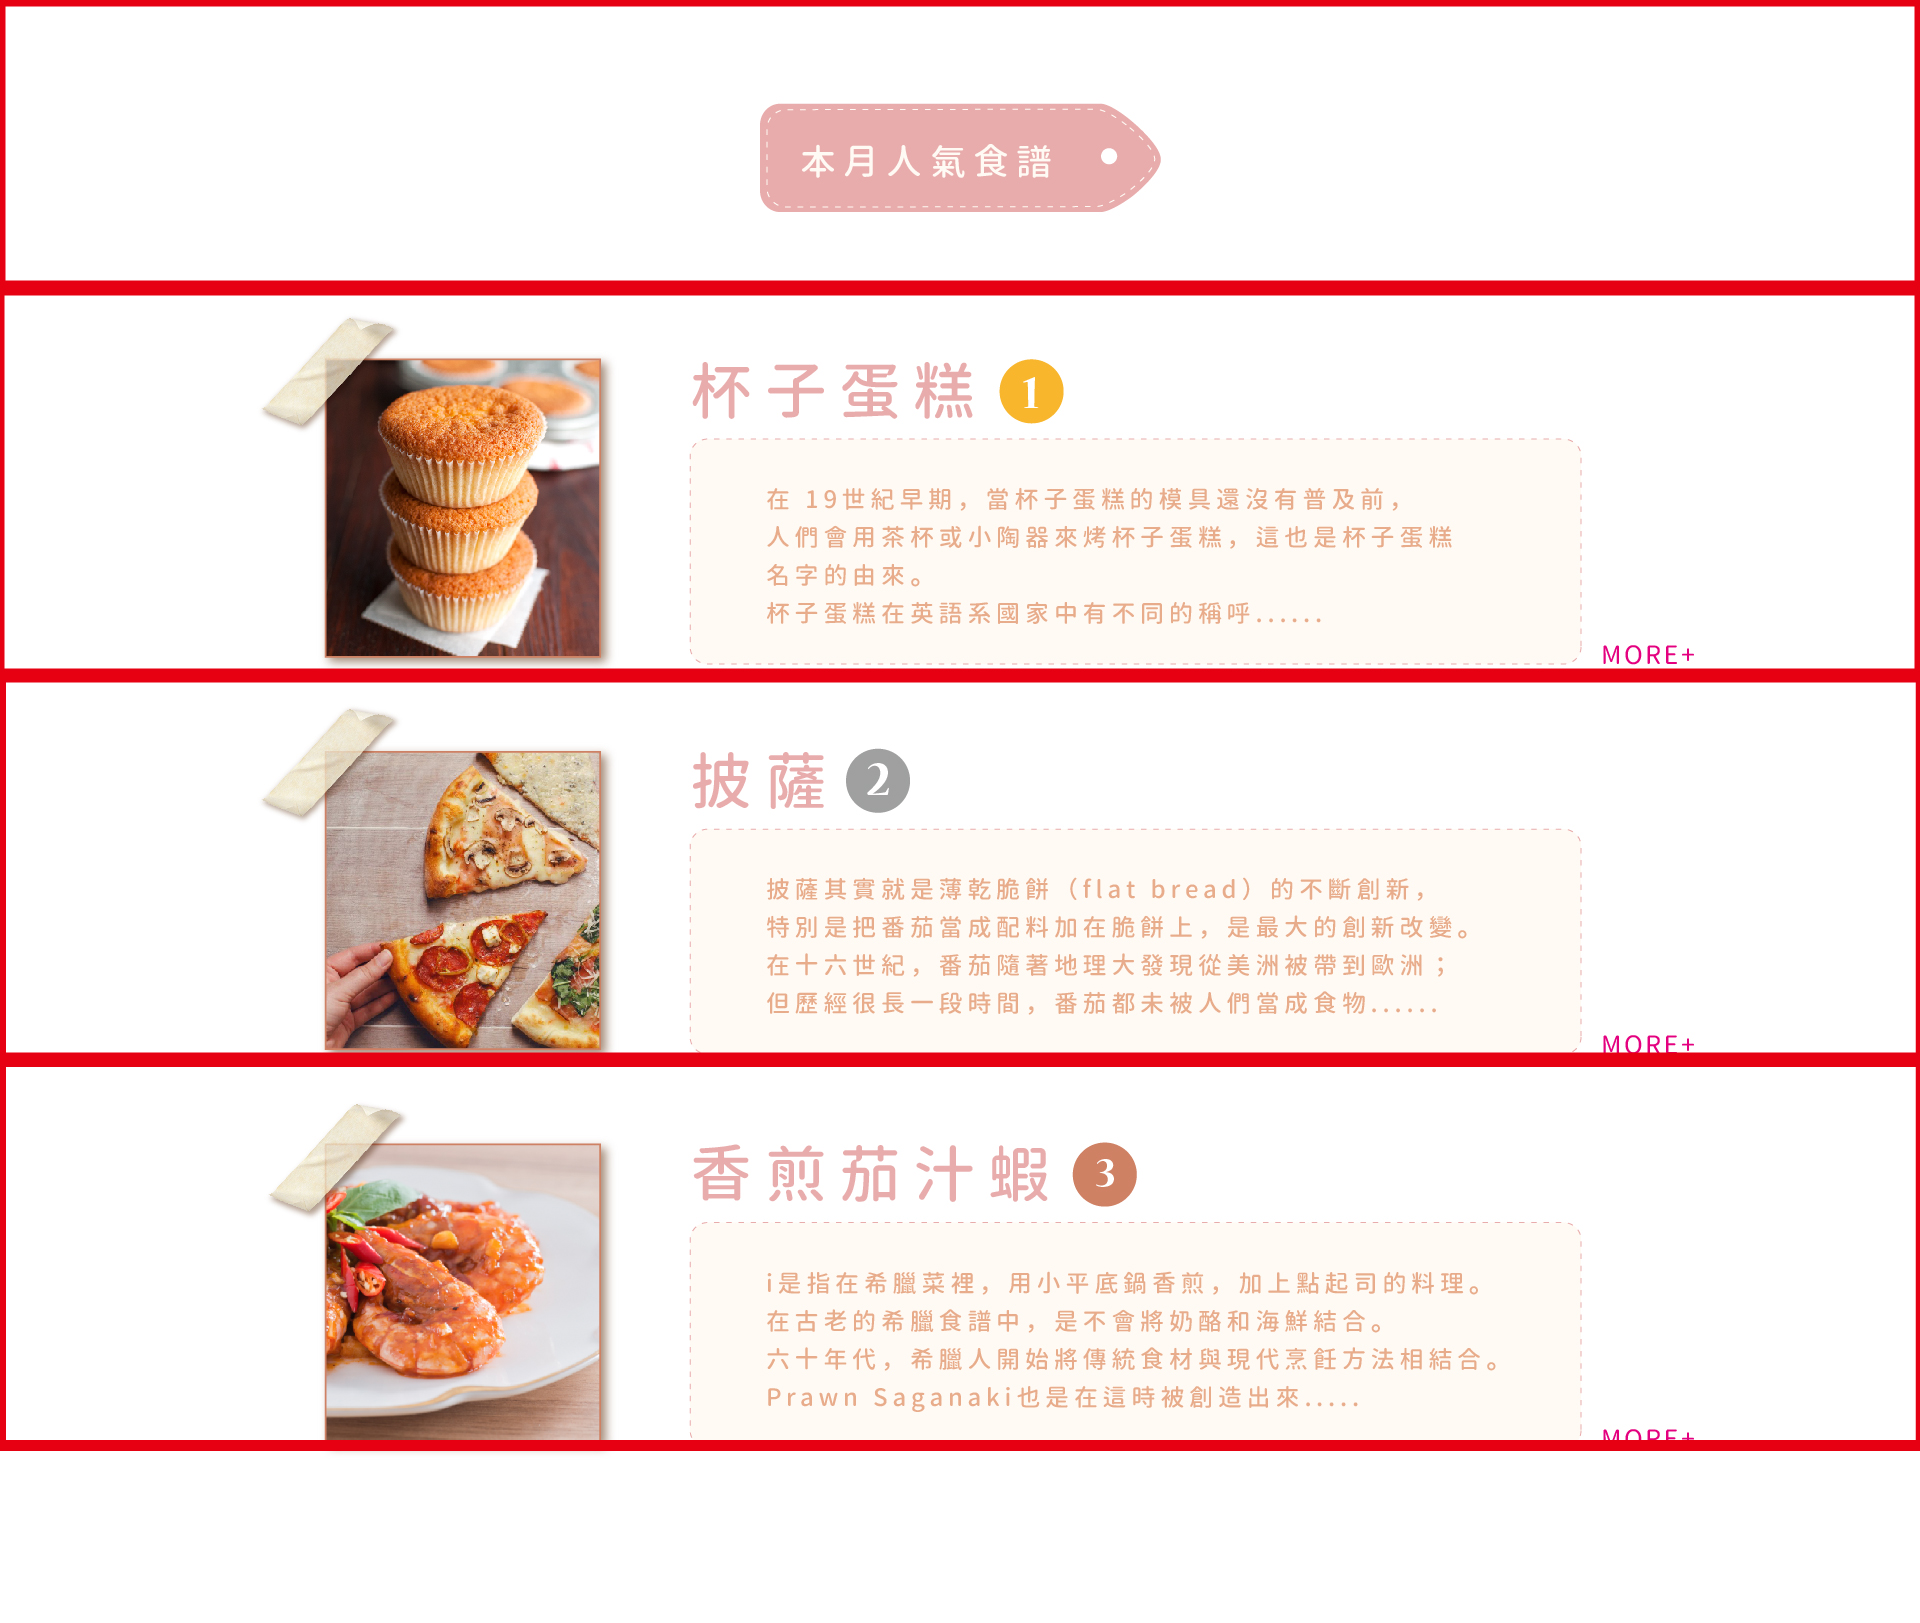 本月人氣食譜
杯子蛋糕 1
在 19世紀早期，當杯子蛋糕的模具還沒有普及前，
人們會用茶杯或小陶器來烤杯子蛋糕，這也是杯子蛋糕
名字的由來。
杯子蛋糕在英語系國家中有不同的稱呼......
MORE+
披薩 2
披薩其實就是薄乾脆餅（flat bread）的不斷創新，
特別是把番茄當成配料加在脆餅上，是最大的創新改變。
在十六世紀，番茄隨著地理大發現從美洲被帶到歐洲；
但歷經很長一段時間，番茄都未被人們當成食物......
MORE+
香煎茄汁蝦 3
i是指在希臘菜裡，用小平底鍋香煎，加上點起司的料理。
在古老的希臘食譜中，是不會將奶酪和海鮮結合。
六十年代，希臘人開始將傳統食材與現代烹飪方法相結合。
Prawn Saganaki也是在這時被創造出來.....
MORE+